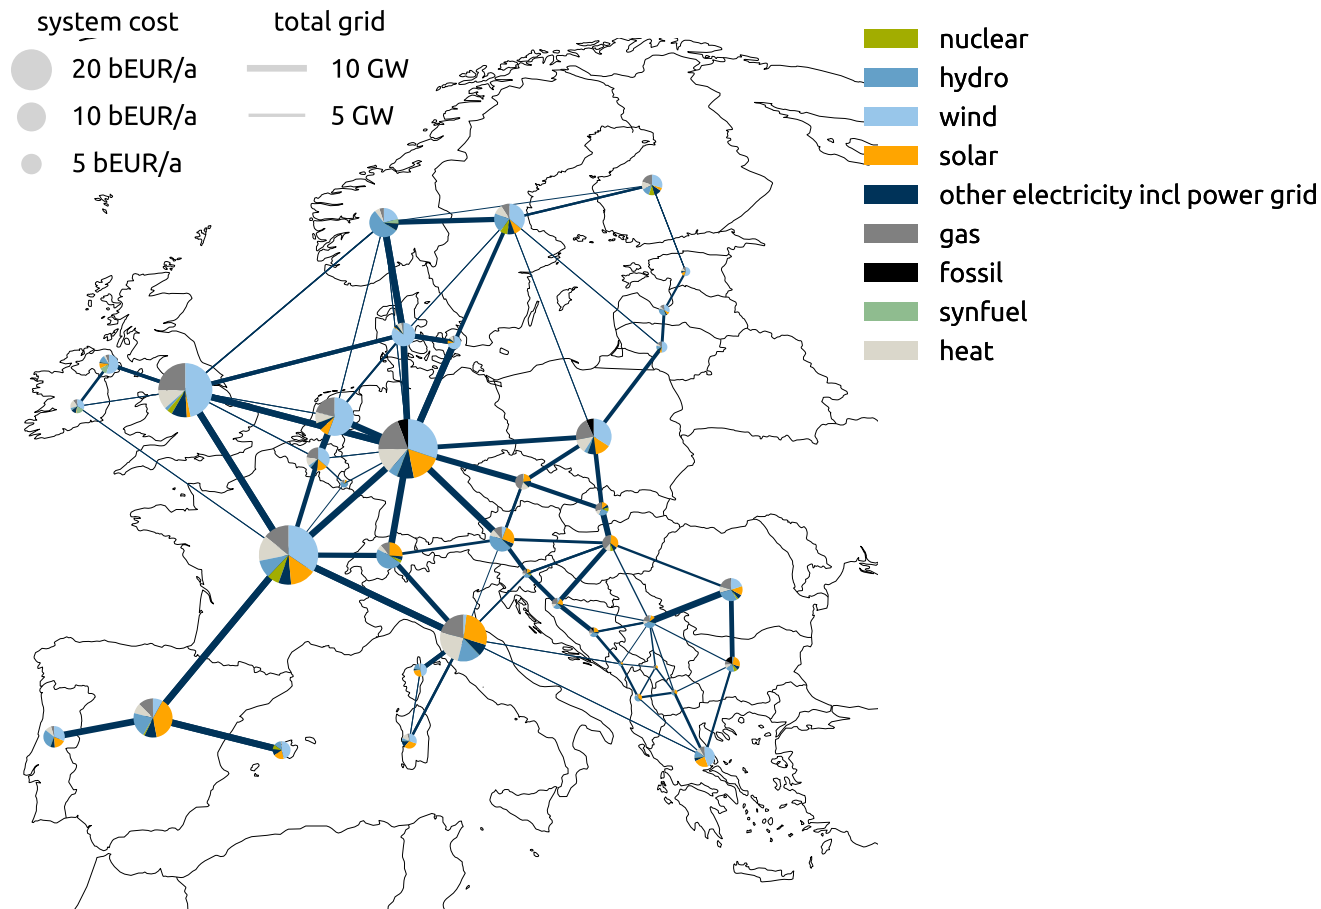 system cost
20 bEUR/a
10 bEUR/a
5 bEUR/a
total grid
10 GW
5 GW
nuclear
hydro
wind
solar
other electricity incl power grid
gas
fossil
synfuel
heat